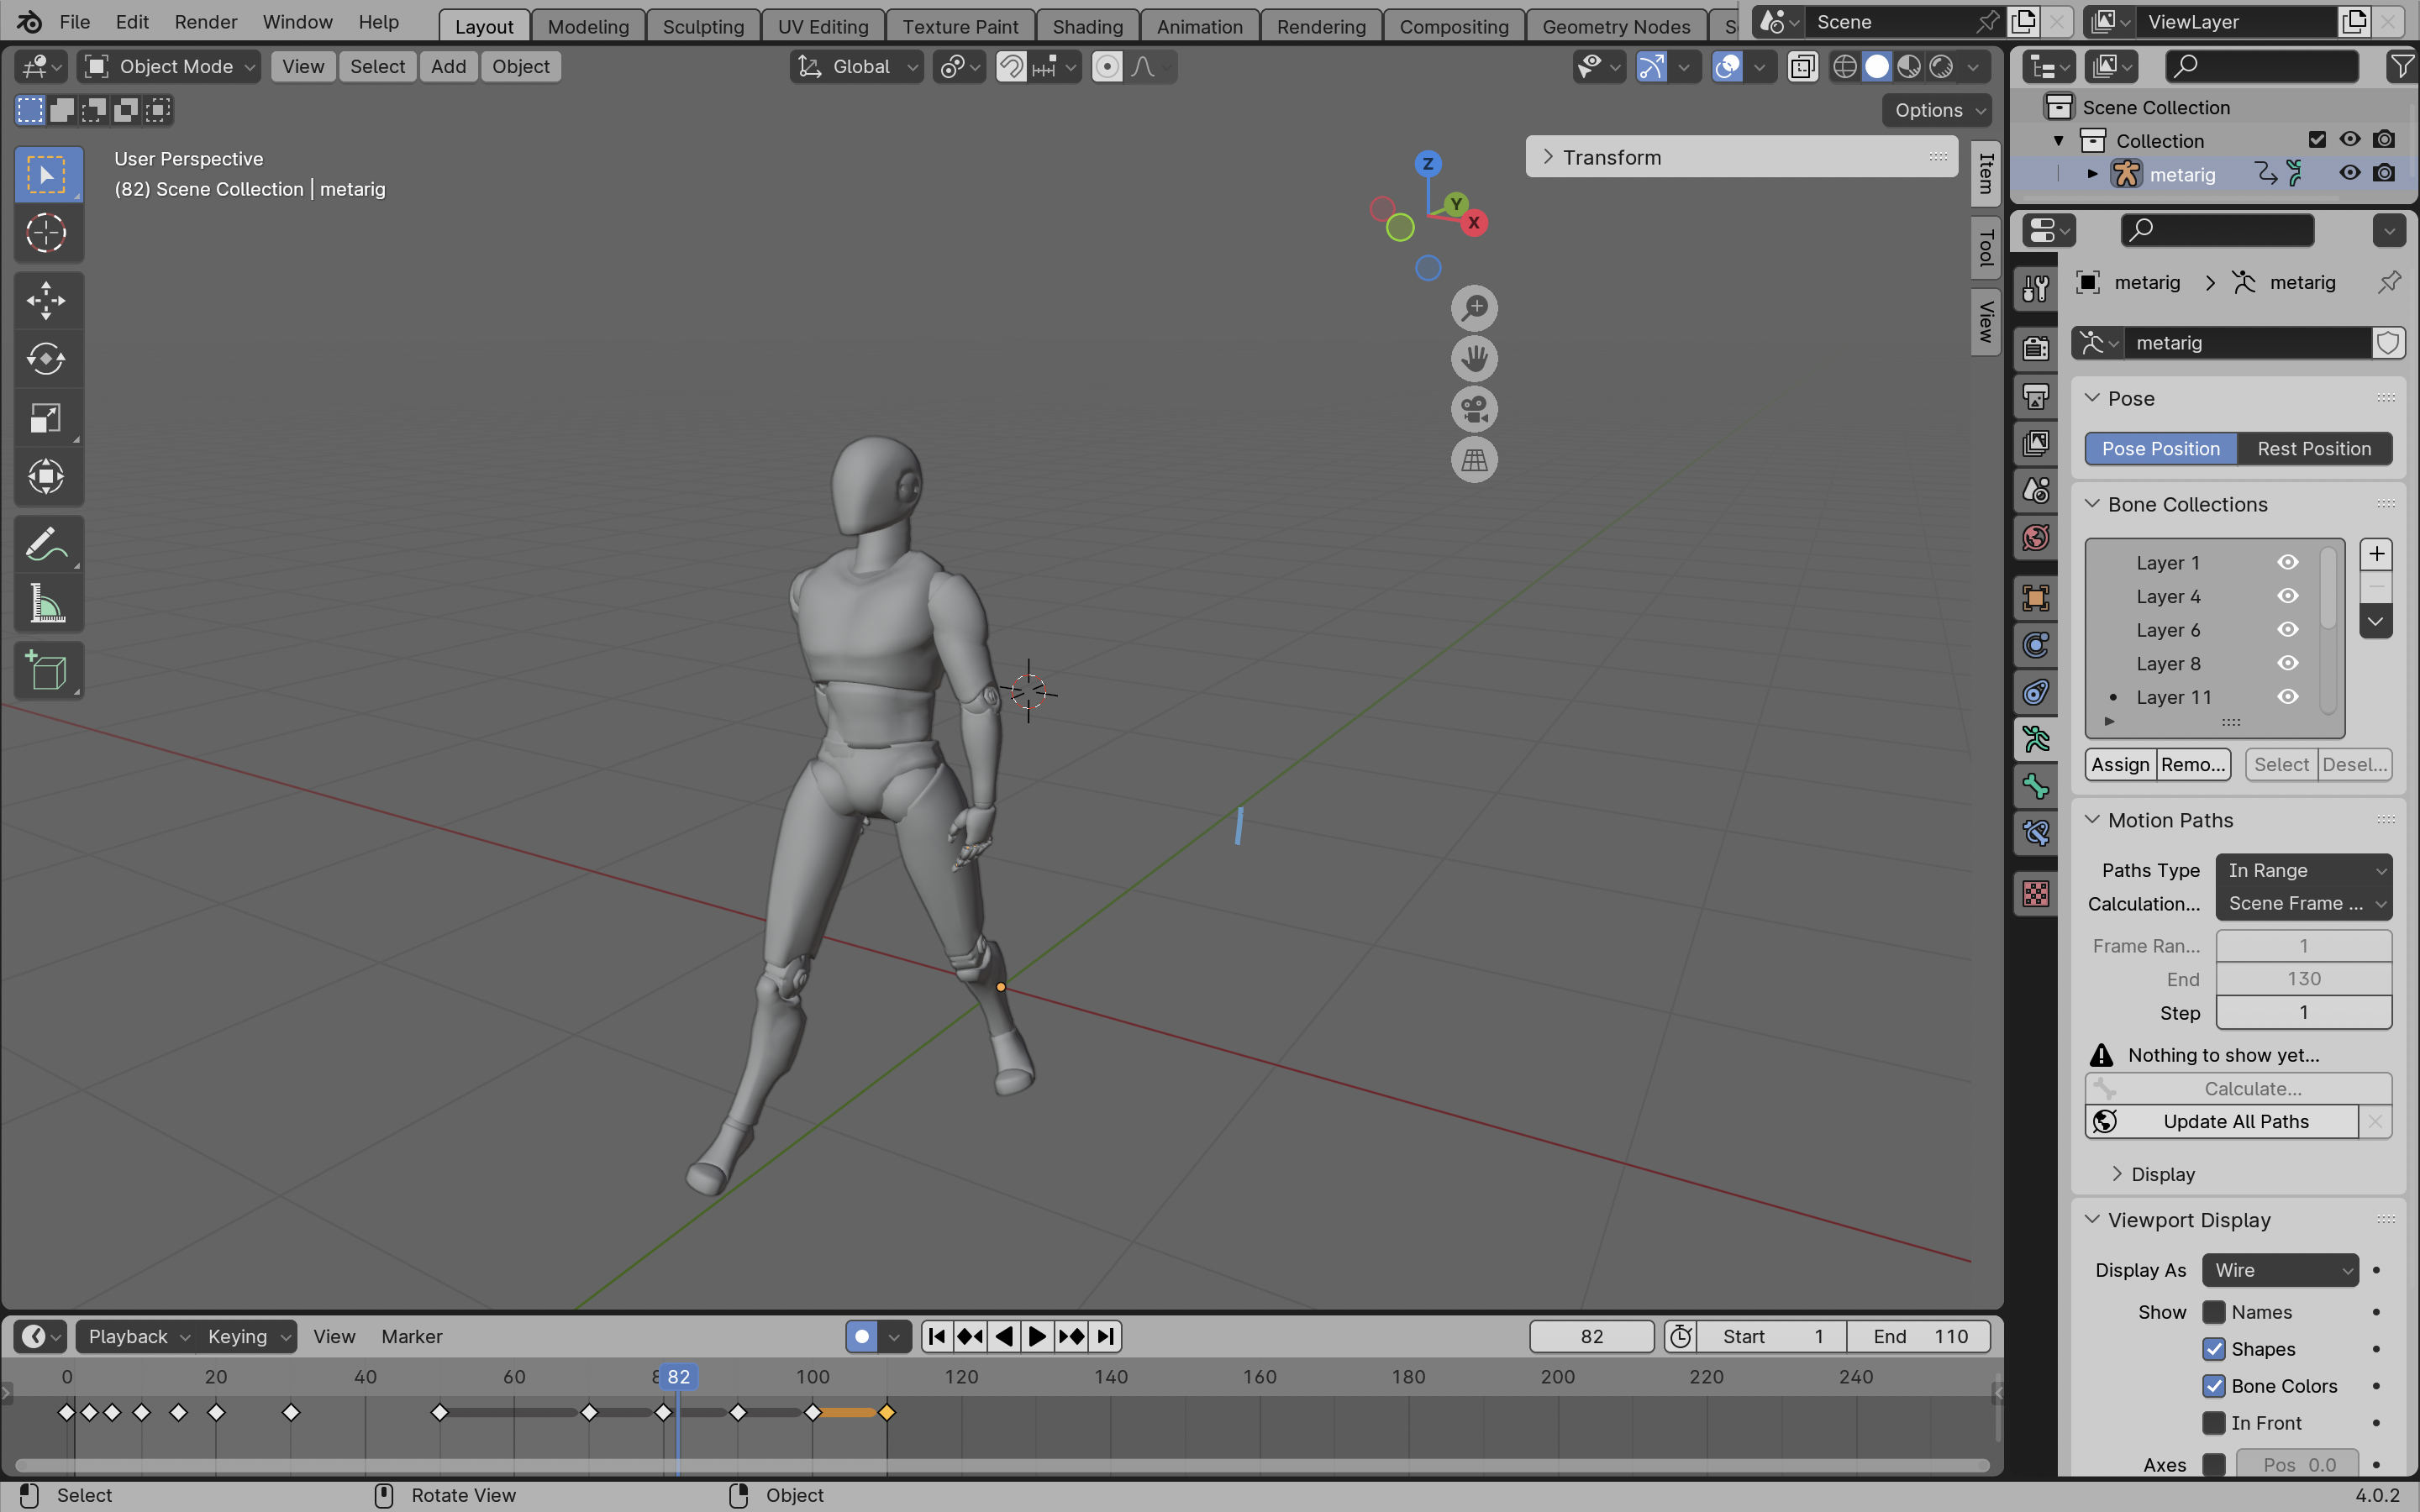 File Edit Render Window Help Layout Modeling Sculpting UV Editing Texture Paint Shading Animation Rendering Compositing Geometry Nodes Scene ViewLayer
Object Mode View Select Add Object Global
Options
User Perspective
(82) Scene Collection | metarig
Transform
Z
Y
X
Item
Tool
View
Scene Collection
Collection
metarig
metarig > metarig
metarig
Pose
Pose Position Rest Position
Bone Collections
Layer 1
Layer 4
Layer 6
Layer 8
Layer 11
Assign Remo... Select Desel...
Motion Paths
Paths Type In Range
Calculation... Scene Frame ...
Frame Ran... 1
End 130
Step 1
Nothing to show yet...
Calculate...
Update All Paths
Display
Viewport Display
Display As Wire
Show Names
Shapes
Bone Colors
In Front
Axes Pos 0.0
Playback Keying View Marker 82 Start 1 End 110
0 20 40 60 82 100 120 140 160 180 200 220 240
Select Rotate View Object 4.0.2